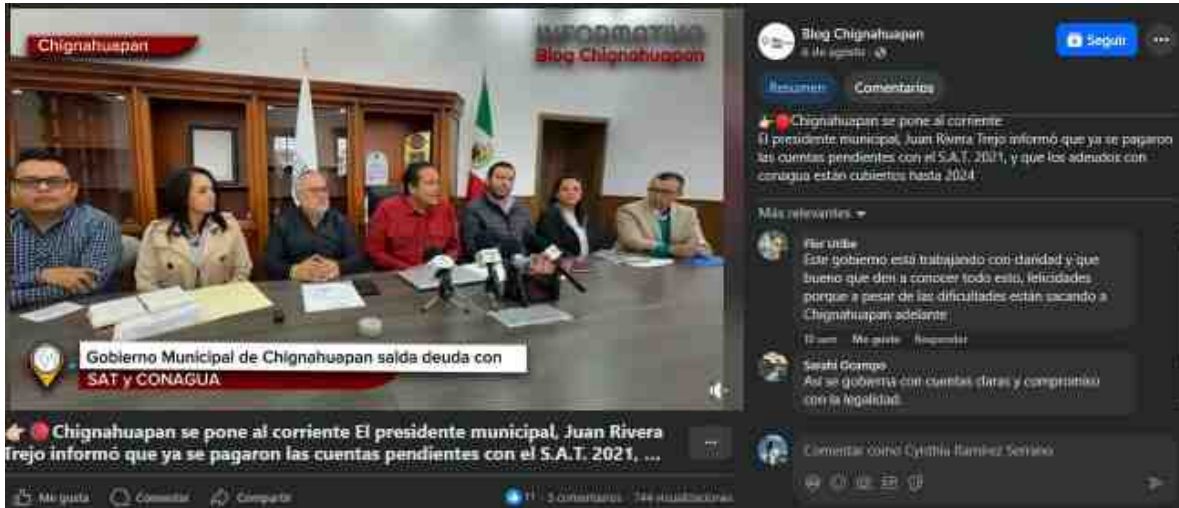 Chignahuapan
INFORMATIVO
Blog Chignahuapan
Gobierno Municipal de Chignahuapan salda deuda con
SAT y CONAGUA
👉🏻🔴Chignahuapan se pone al corriente El presidente municipal, Juan Rivera
Trejo informó que ya se pagaron las cuentas pendientes con el S.A.T. 2021, ...
Me gusta Comentar Compartir
11 · 3 comentarios · 744 visualizaciones
Blog Chignahuapan
6 de agosto
Seguir
Resumen Comentarios
👉🏻🔴Chignahuapan se pone al corriente
El presidente municipal, Juan Rivera Trejo informó que ya se pagaron
las cuentas pendientes con el S.A.T. 2021, y que los adeudos con
conagua están cubiertos hasta 2024
Más relevantes
Flor Uribe
Este gobierno está trabajando con claridad y que
bueno que den a conocer todo esto, felicidades
porque a pesar de las dificultades están sacando a
Chignahuapan adelante
10 sem Me gusta Responder
Sarahi Ocampo
Así se gobierna con cuentas claras y compromiso
con la legalidad.
Comentar como Cynthia Ramirez Serrano